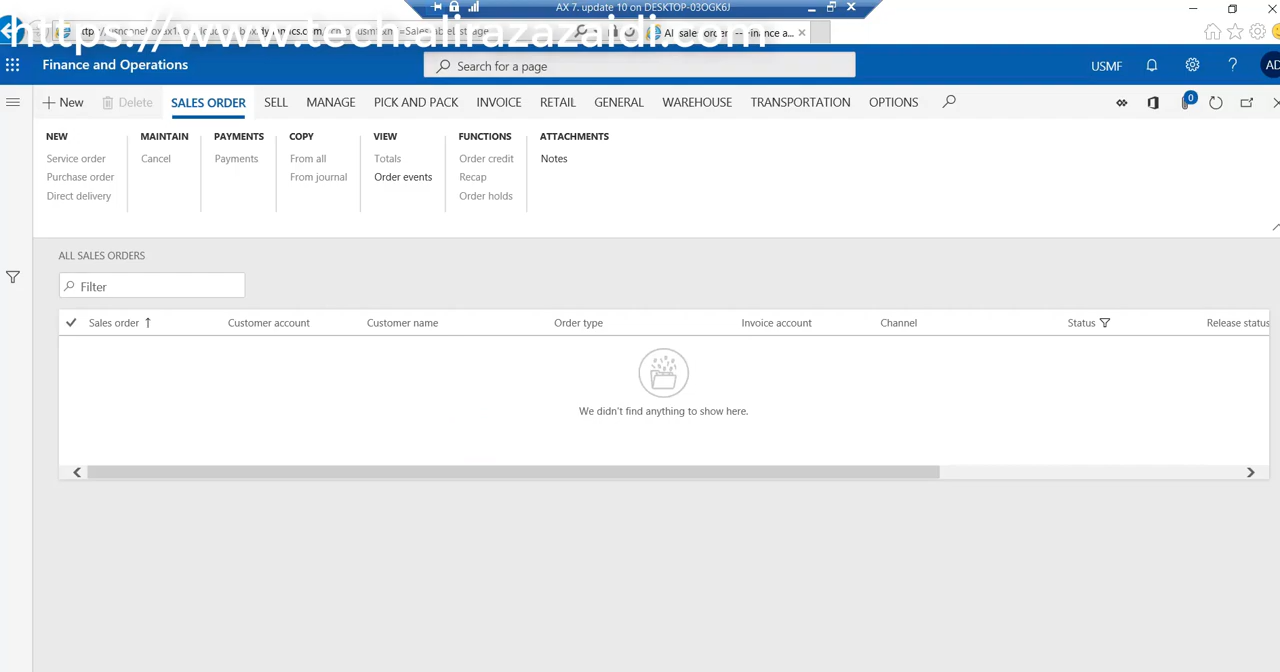 AX 7. update 10 on DESKTOP-03OGK6J
https://www.tech.alirazazaidi.com
Finance and Operations
Search for a page
USMF
?
AD
New
Delete
SALES ORDER
SELL
MANAGE
PICK AND PACK
INVOICE
RETAIL
GENERAL
WAREHOUSE
TRANSPORTATION
OPTIONS
0
NEW
Service order
Purchase order
Direct delivery
MAINTAIN
Cancel
PAYMENTS
Payments
COPY
From all
From journal
VIEW
Totals
Order events
FUNCTIONS
Order credit
Recap
Order holds
ATTACHMENTS
Notes
ALL SALES ORDERS
Filter
Sales order
Customer account
Customer name
Order type
Invoice account
Channel
Status
Release status
We didn't find anything to show here.